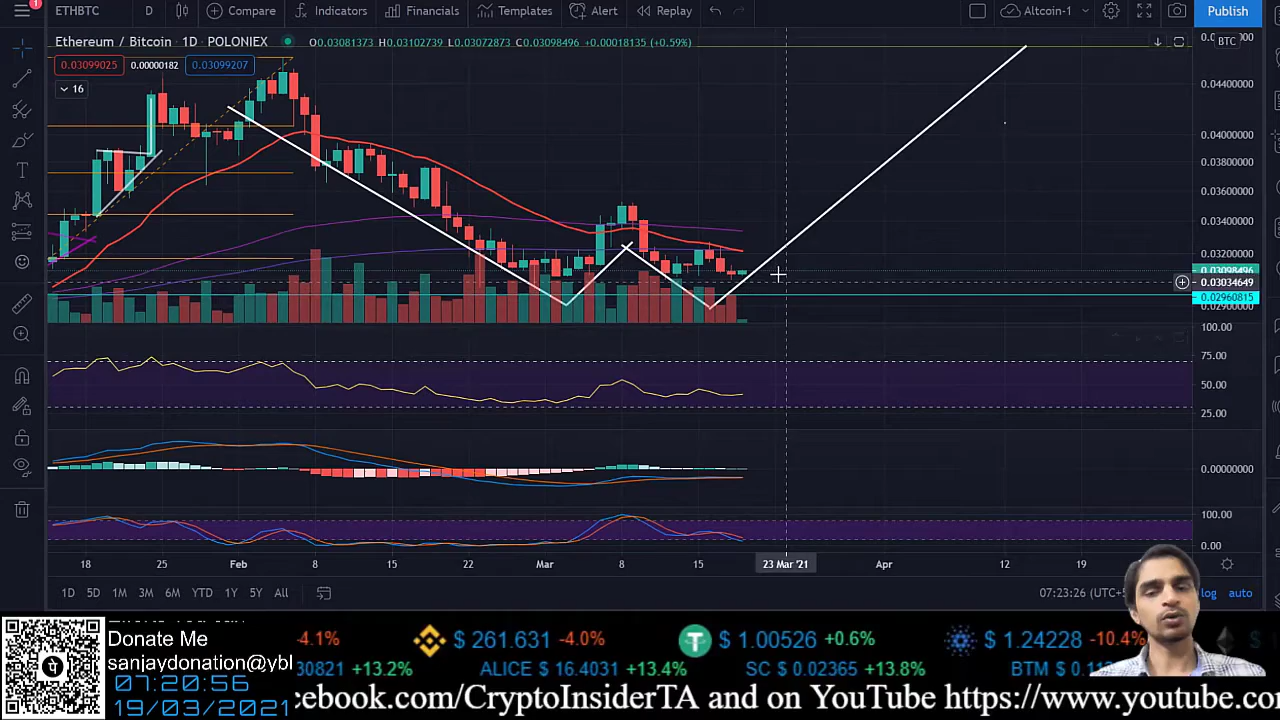 ETHBTC D Compare Indicators Financials Templates Alert Replay Altcoin-1 Publish
Ethereum / Bitcoin · 1D · POLONIEX O0.03081373 H0.03102739 L0.03072873 C0.03098496 +0.00018135 (+0.59%) BTC
0.03099025 0.0000182 0.03099207
16
0.04400000
0.04000000
0.03800000
0.03600000
0.03400000
0.03200000
0.03098496
0.03034649
0.02960815
100.00
75.00
50.00
25.00
0.00000000
100.00
0.00
18 25 Feb 8 15 22 Mar 8 15 23 Mar '21 Apr 12 19
1D 5D 1M 3M 6M YTD 1Y 5Y All 07:23:26 (UTC+5 log auto
Donate Me
sanjaydonation@ybl
07:20:56
19/03/2021
-4.1% $ 261.631 -4.0% $ 1.00526 +0.6% $ 1.24228 -10.4%
30821 +13.2% ALICE $ 16.4031 +13.4% SC $ 0.02365 +13.8% BTM
cebook.com/CryptoInsiderTA and on YouTube https://www.youtube.co